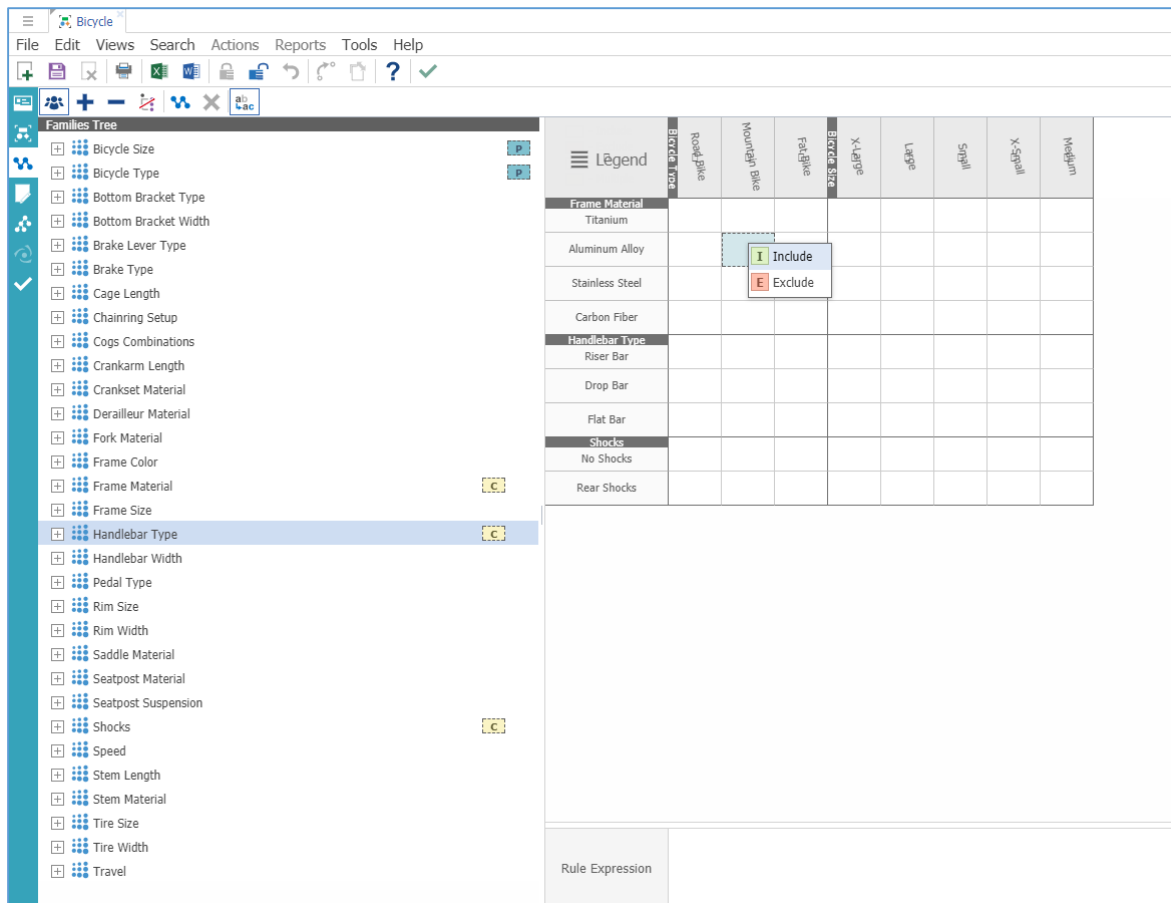 Bicycle
File Edit Views Search Actions Reports Tools Help
?
ab
ac
Families Tree
Bicycle Size P
Bicycle Type P
Bottom Bracket Type
Bottom Bracket Width
Brake Lever Type
Brake Type
Cage Length
Chainring Setup
Cogs Combinations
Crankarm Length
Crankset Material
Derailleur Material
Fork Material
Frame Color
Frame Material C
Frame Size
Handlebar Type C
Handlebar Width
Pedal Type
Rim Size
Rim Width
Saddle Material
Seatpost Material
Seatpost Suspension
Shocks C
Speed
Stem Length
Stem Material
Tire Size
Tire Width
Travel
Legend
Bicycle Type
Road Bike
Mountain Bike
Fat Bike
Bicycle Size
X-Large
Large
Small
X-Small
Medium
Frame Material
Titanium
Aluminum Alloy
Stainless Steel
Carbon Fiber
Handlebar Type
Riser Bar
Drop Bar
Flat Bar
Shocks
No Shocks
Rear Shocks
I Include
E Exclude
Rule Expression